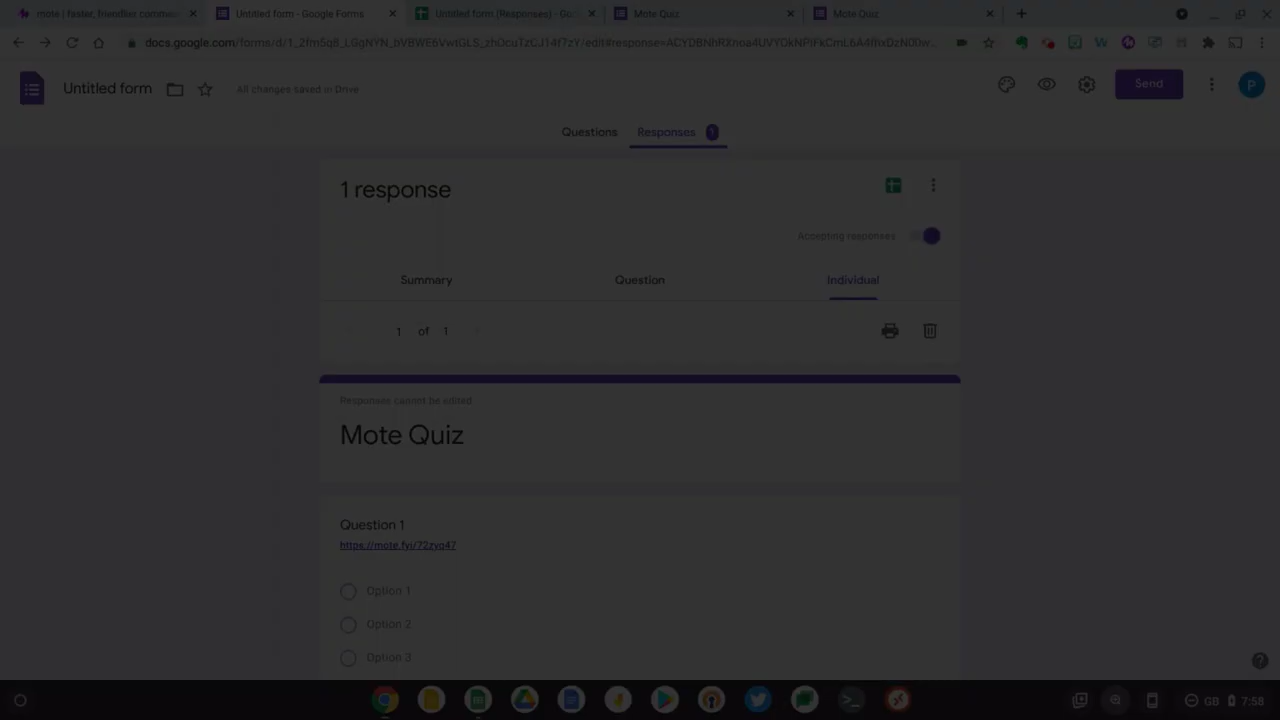 mote | faster, friendlier commen
Untitled form - Google Forms
Untitled form (Responses) - Goo
Mote Quiz
Mote Quiz
Untitled form
All changes saved in Drive
Send
P
Questions
Responses 1
1 response
Accepting responses
Summary
Question
Individual
1 of 1
Responses cannot be edited
Mote Quiz
Question 1
https://mote.fyi/72zyq47
Option 1
Option 2
Option 3
GB 7:58